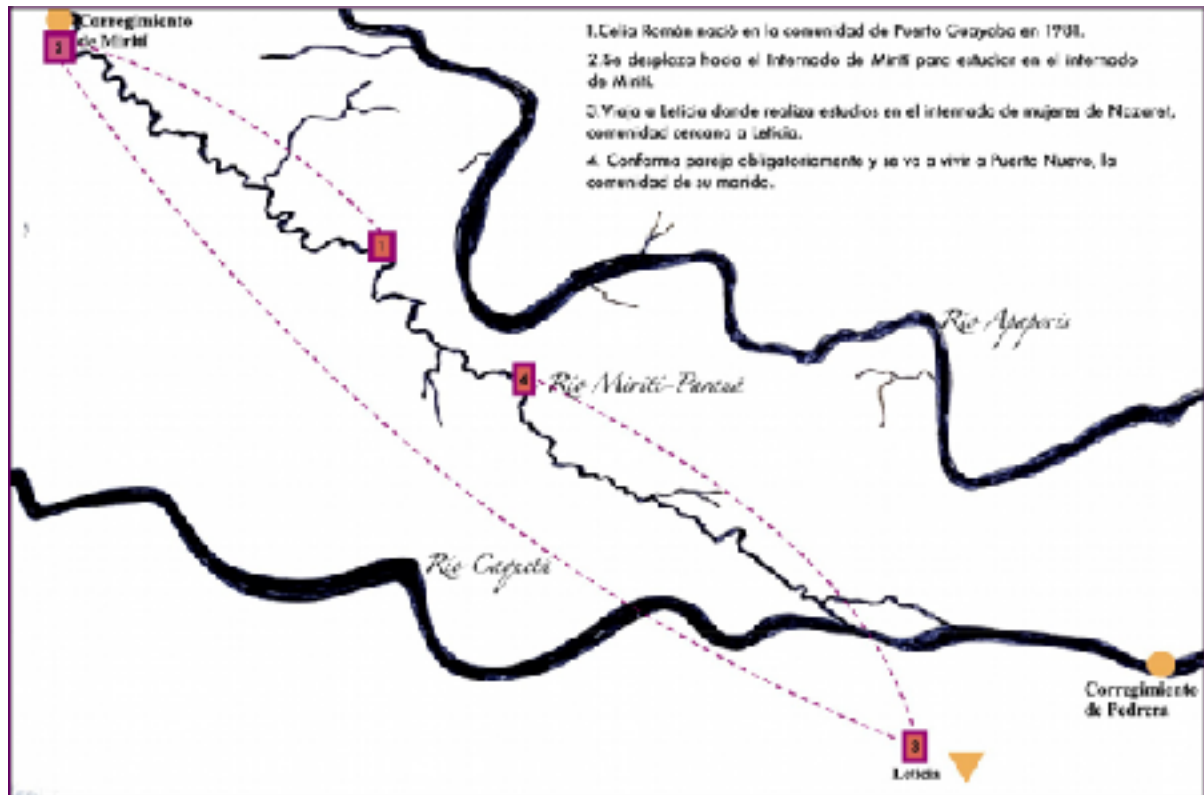 Corregimiento
de Mirití
2
1.Celia Román nació en la comunidad de Puerto Guayaba en 1988.
2.Se desplaza hacia el Internado de Mirití para estudiar en el internado
de Mirití.
3.Viaja a Leticia donde realiza estudios en el internado de mujeres de Nazaret,
comunidad cercana a Leticia.
4. Conforma pareja obligatoriamente y se va a vivir a Puerto Nuevo, la
comunidad de su marido.
1
Río Apaporis
4
Río Mirití-Paraná
Río Caquetá
Corregimiento
de Pedrera
3
Leticia